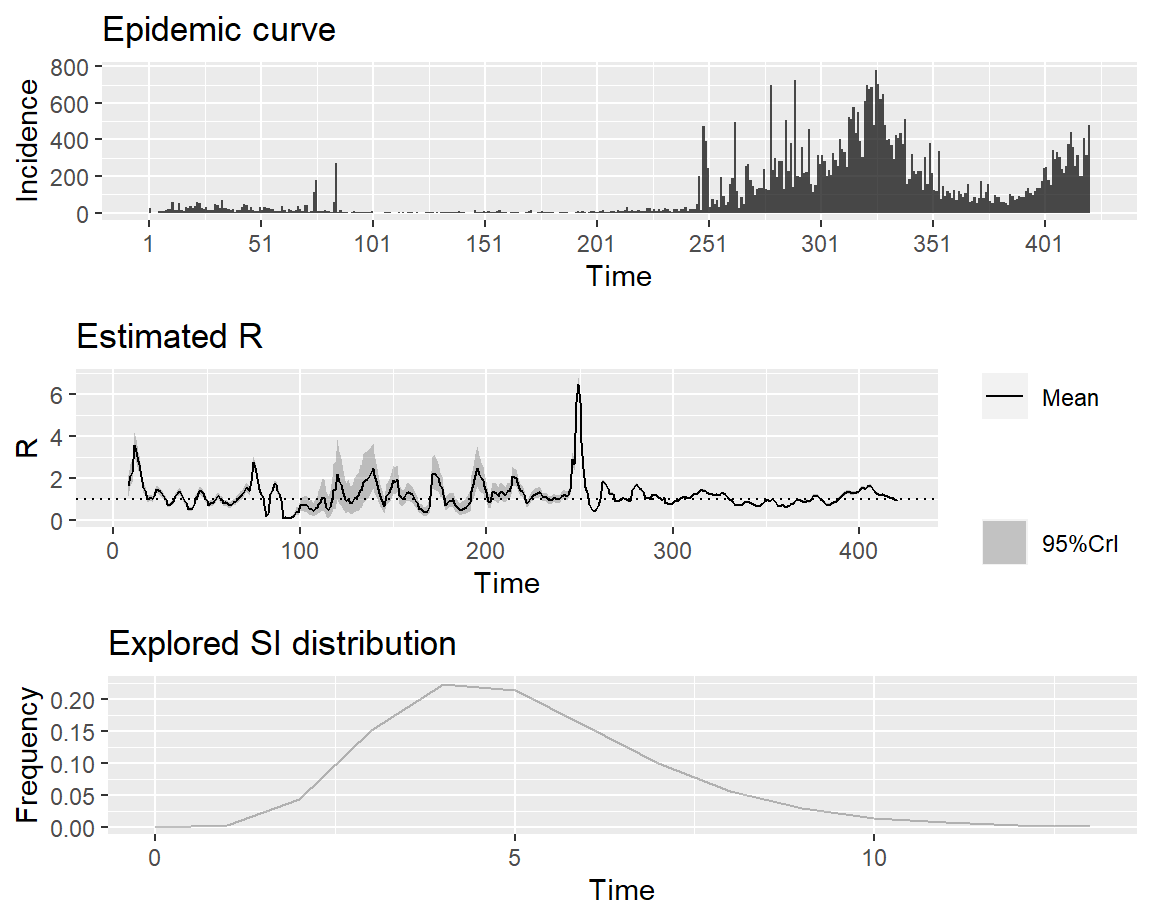 Epidemic curve
800
600
400
200
0
Incidence
1 51 101 151 201 251 301 351 401
Time
Estimated R
6
4
2
0
R
0 100 200 300 400
Time
Mean
95%CrI
Explored SI distribution
0.20
0.15
0.10
0.05
0.00
Frequency
0 5 10
Time